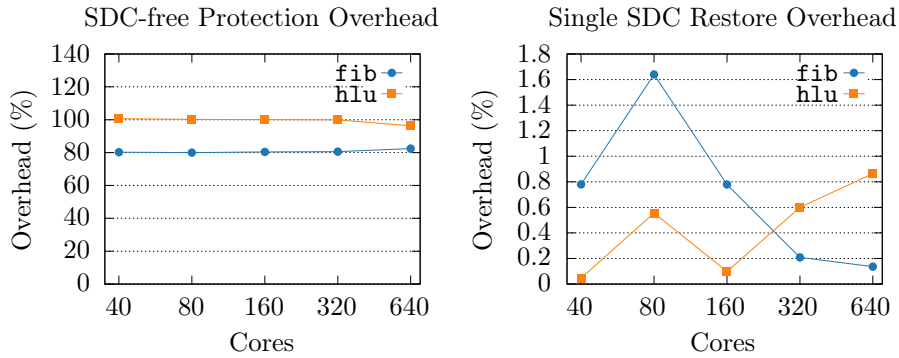 SDC-free Protection Overhead
Overhead (%)
140
120
100
80
60
40
20
0
fib
hlu
40 80 160 320 640
Cores
Single SDC Restore Overhead
Overhead (%)
1.8
1.6
1.4
1.2
1
0.8
0.6
0.4
0.2
0
fib
hlu
40 80 160 320 640
Cores